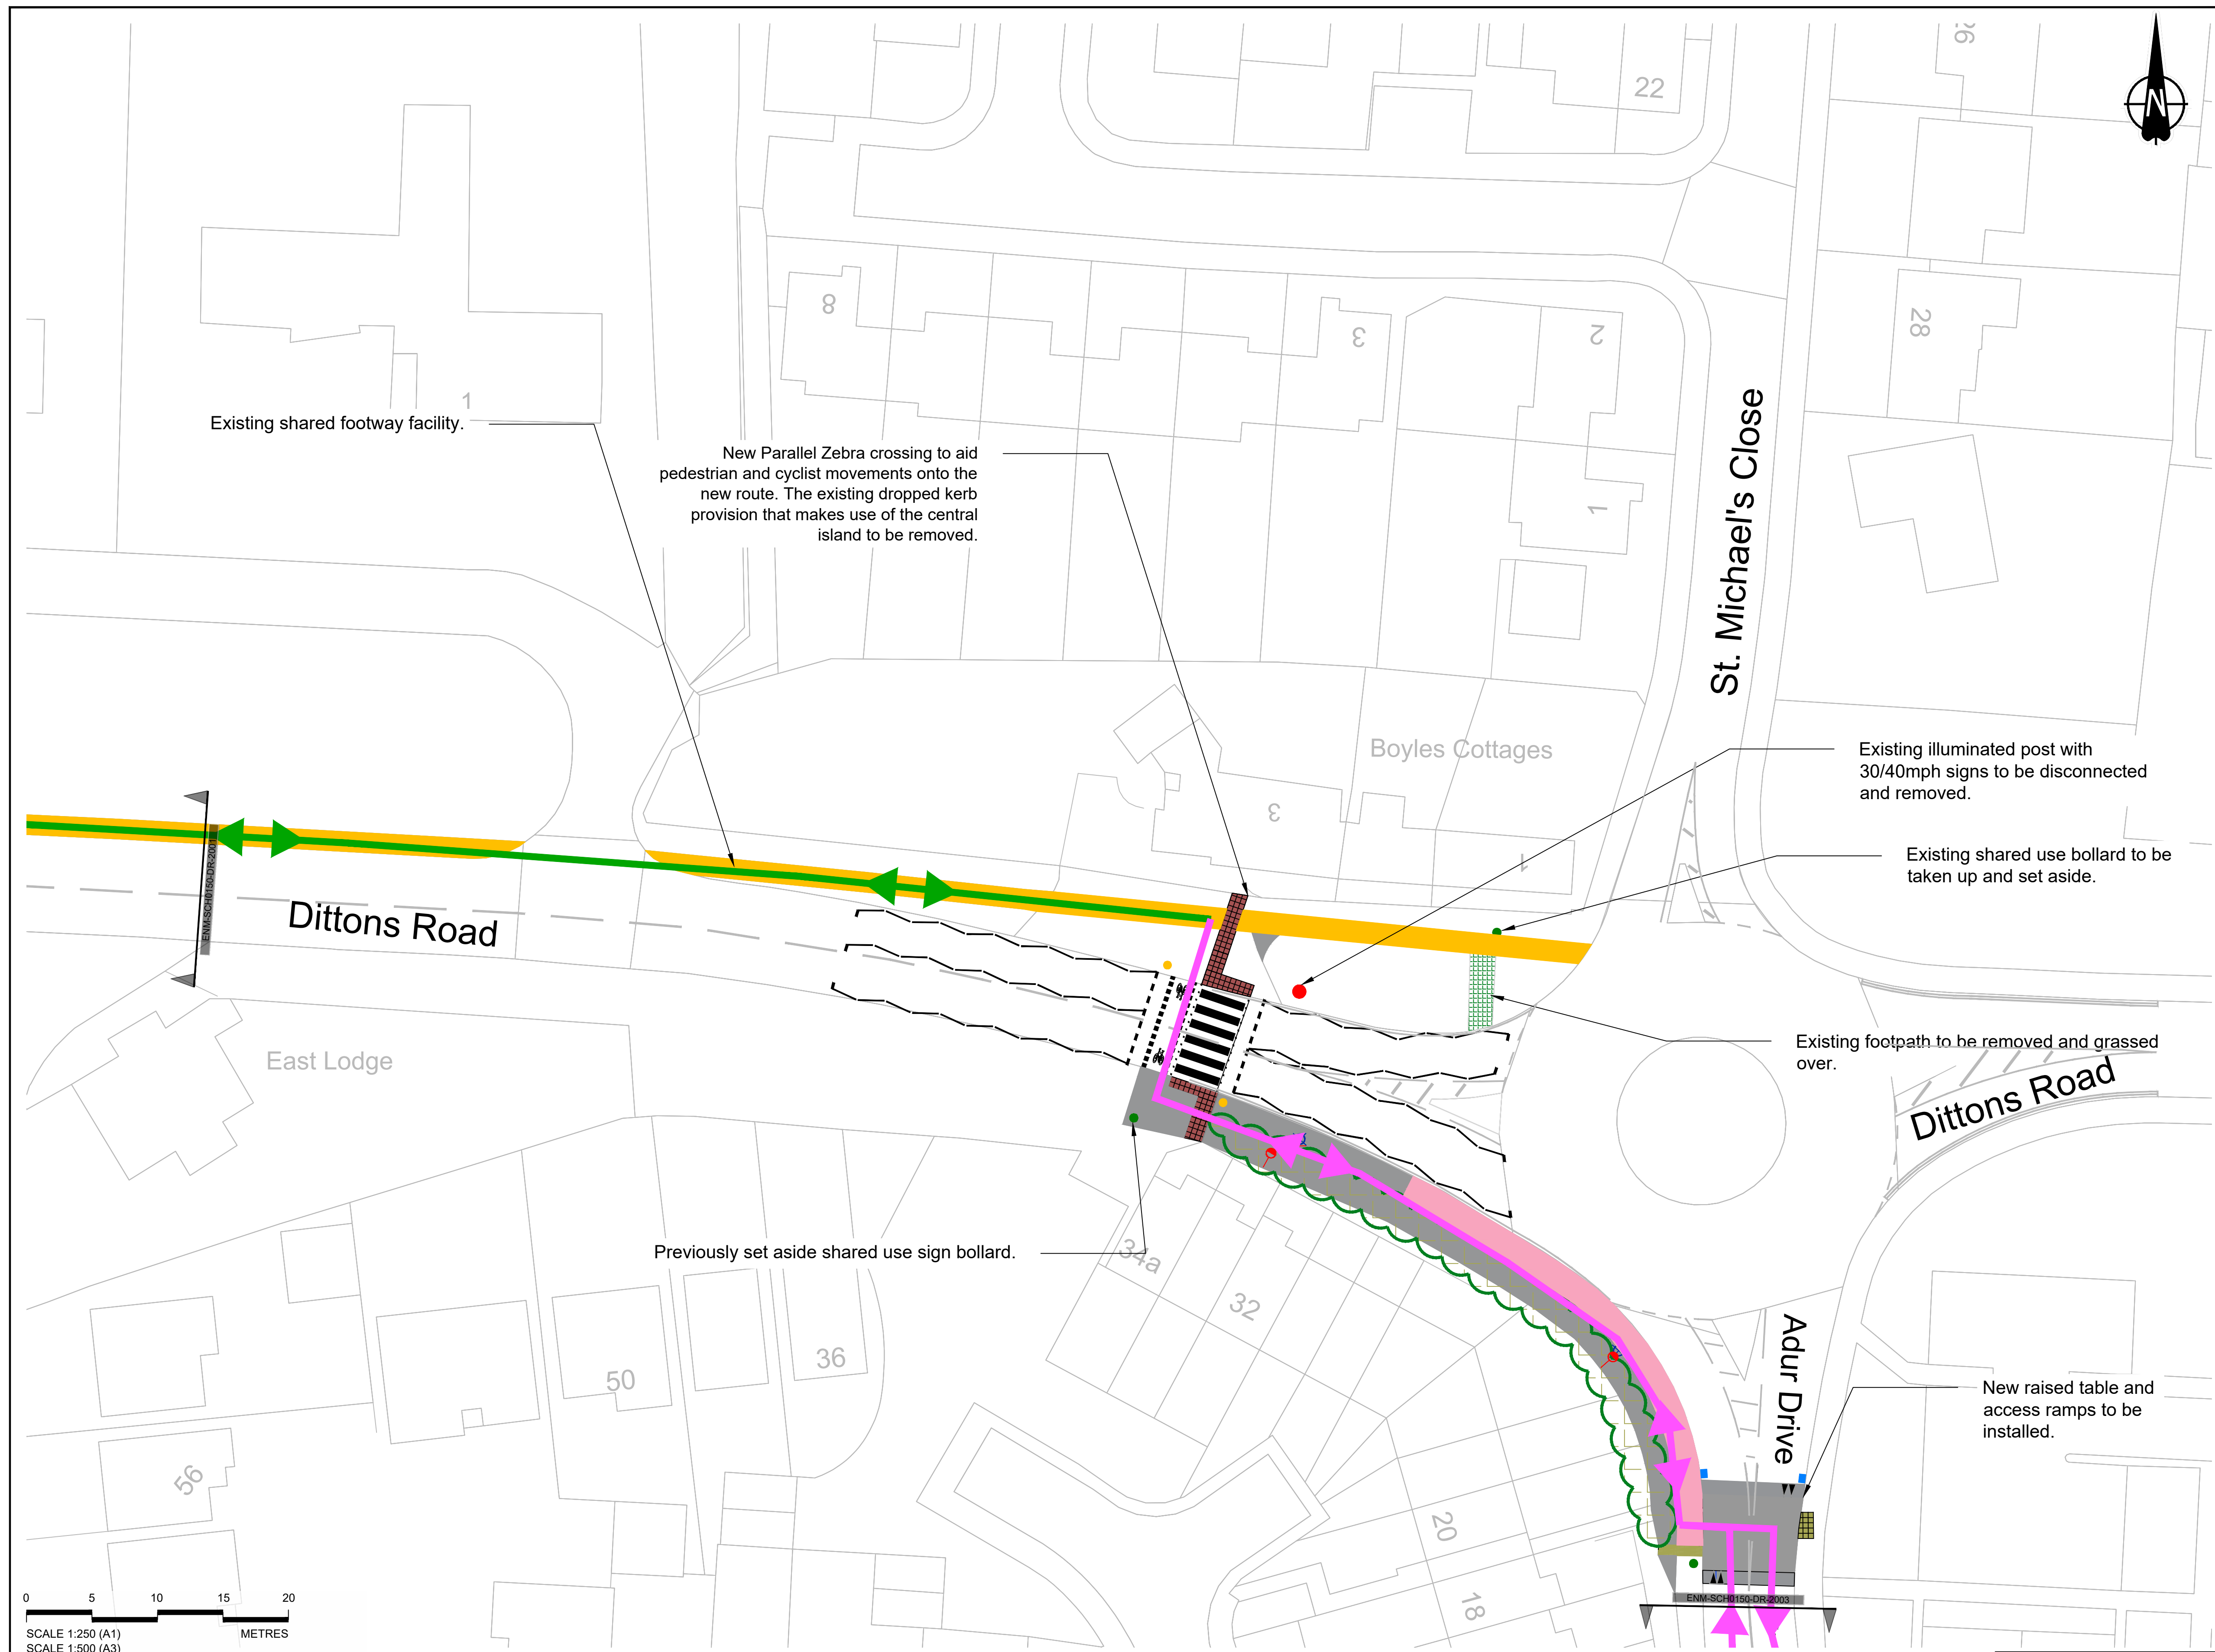 26
22
N
8
3
2
28
1
Existing shared footway facility.
New Parallel Zebra crossing to aid
pedestrian and cyclist movements onto the
new route. The existing dropped kerb
provision that makes use of the central
island to be removed.
1
St. Michael's Close
Boyles Cottages
Existing illuminated post with
30/40mph signs to be disconnected
and removed.
3
1
Existing shared use bollard to be
taken up and set aside.
Dittons Road
East Lodge
Existing footpath to be removed and grassed
over.
Dittons Road
Previously set aside shared use sign bollard.
34a
32
36
50
56
Adur Drive
New raised table and
access ramps to be
installed.
20
18
ENM-SCH0150-DR-2003
0 5 10 15 20
SCALE 1:250 (A1) METRES
SCALE 1:500 (A3)